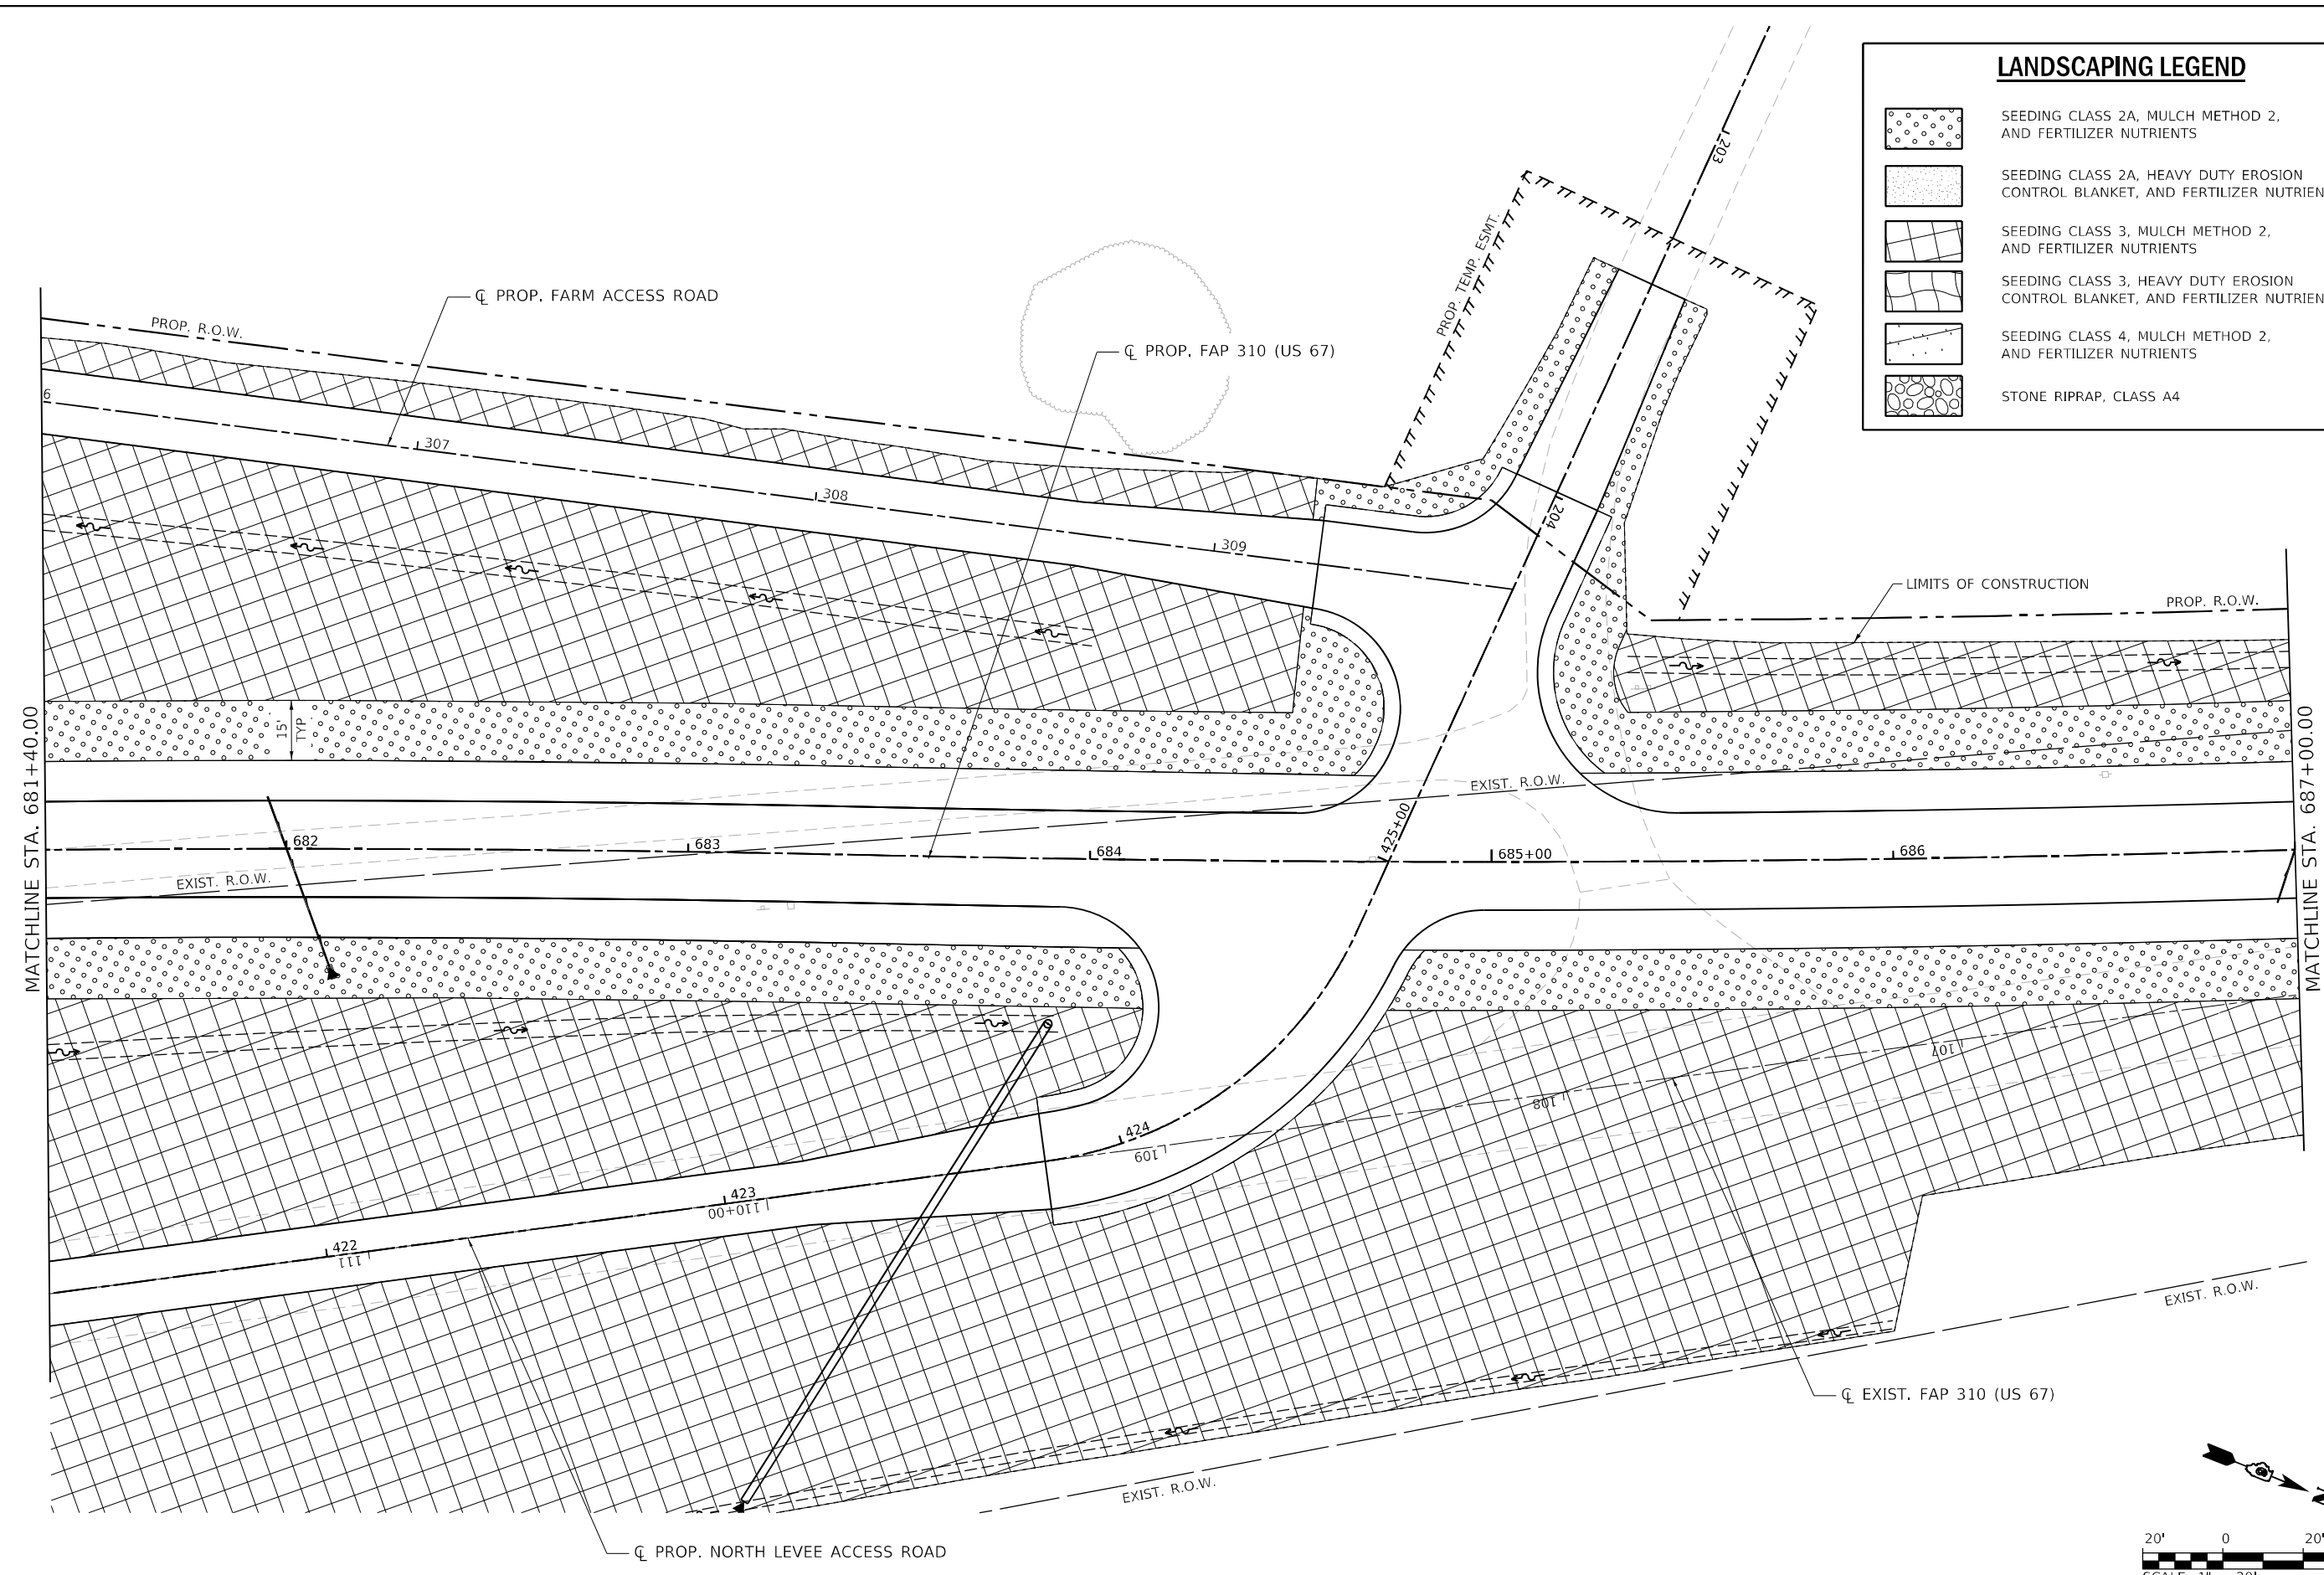 LANDSCAPING LEGEND
SEEDING CLASS 2A, MULCH METHOD 2,
AND FERTILIZER NUTRIENTS
SEEDING CLASS 2A, HEAVY DUTY EROSION
CONTROL BLANKET, AND FERTILIZER NUTRIEN
SEEDING CLASS 3, MULCH METHOD 2,
AND FERTILIZER NUTRIENTS
SEEDING CLASS 3, HEAVY DUTY EROSION
CONTROL BLANKET, AND FERTILIZER NUTRIEN
SEEDING CLASS 4, MULCH METHOD 2,
AND FERTILIZER NUTRIENTS
STONE RIPRAP, CLASS A4
203
PROP. TEMP. ESMT.
℄ PROP. FARM ACCESS ROAD
PROP. R.O.W.
℄ PROP. FAP 310 (US 67)
6
307
308
309
204
LIMITS OF CONSTRUCTION
PROP. R.O.W.
15'
TYP
MATCHLINE STA. 681+40.00
MATCHLINE STA. 687+00.00
EXIST. R.O.W.
425+00
682
683
684
685+00
686
EXIST. R.O.W.
107
108
424
109
423
110+00
422
111
EXIST. R.O.W.
℄ EXIST. FAP 310 (US 67)
EXIST. R.O.W.
℄ PROP. NORTH LEVEE ACCESS ROAD
20'
0
20'